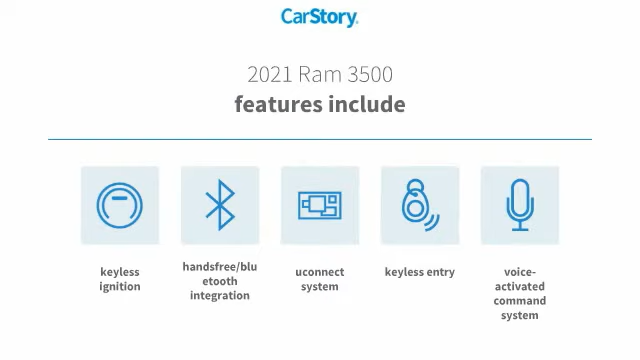 CarStory
2021 Ram 3500
features include
keyless
ignition
handsfree/blu
etooth
integration
uconnect
system
keyless entry
voice-
activated
command
system